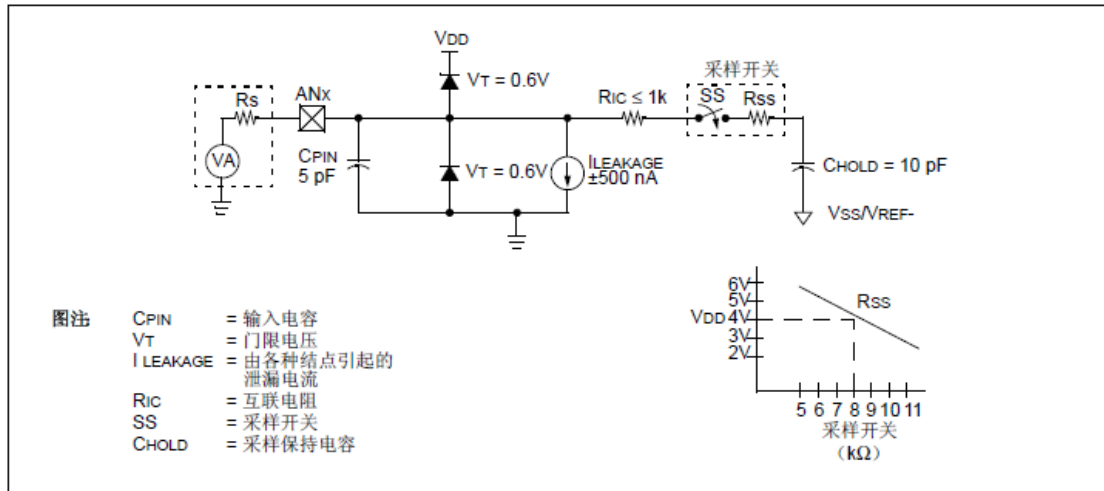 VDD
采样开关
VT = 0.6V
Rs
ANx
RIC ≤ 1k
SS
RSS
VA
CPIN
5 pF
VT = 0.6V
ILEAKAGE
±500 nA
CHOLD = 10 pF
VSS/VREF-
图注:
CPIN = 输入电容
VT = 门限电压
I LEAKAGE = 由各种结点引起的
泄漏电流
RIC = 互联电阻
SS = 采样开关
CHOLD = 采样保持电容
6V
5V
VDD 4V
3V
2V
RSS
5 6 7 8 9 10 11
采样开关
(kΩ)